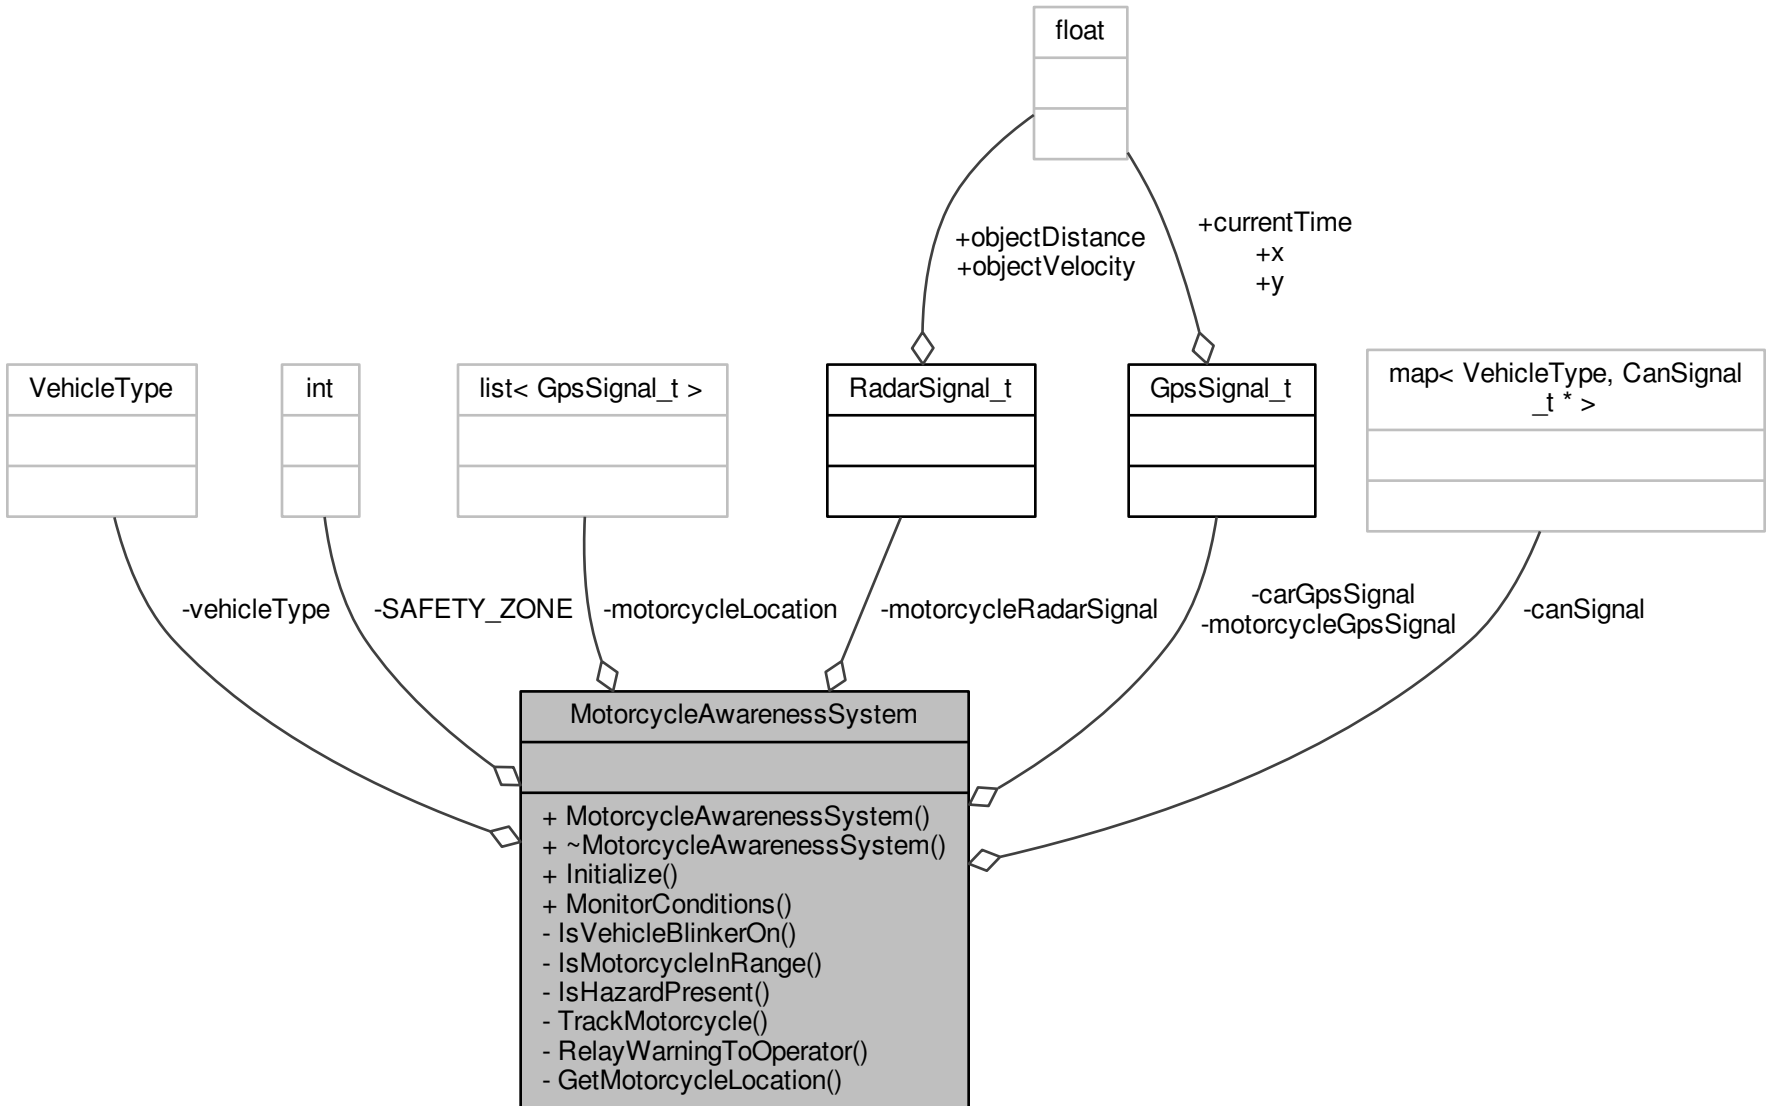 float
+objectDistance
+objectVelocity
+currentTime
+x
+y
VehicleType
int
list< GpsSignal_t >
RadarSignal_t
GpsSignal_t
map< VehicleType, CanSignal
_t * >
-vehicleType
-SAFETY_ZONE
-motorcycleLocation
-motorcycleRadarSignal
-carGpsSignal
-motorcycleGpsSignal
-canSignal
MotorcycleAwarenessSystem
+ MotorcycleAwarenessSystem()
+ ~MotorcycleAwarenessSystem()
+ Initialize()
+ MonitorConditions()
- IsVehicleBlinkerOn()
- IsMotorcycleInRange()
- IsHazardPresent()
- TrackMotorcycle()
- RelayWarningToOperator()
- GetMotorcycleLocation()